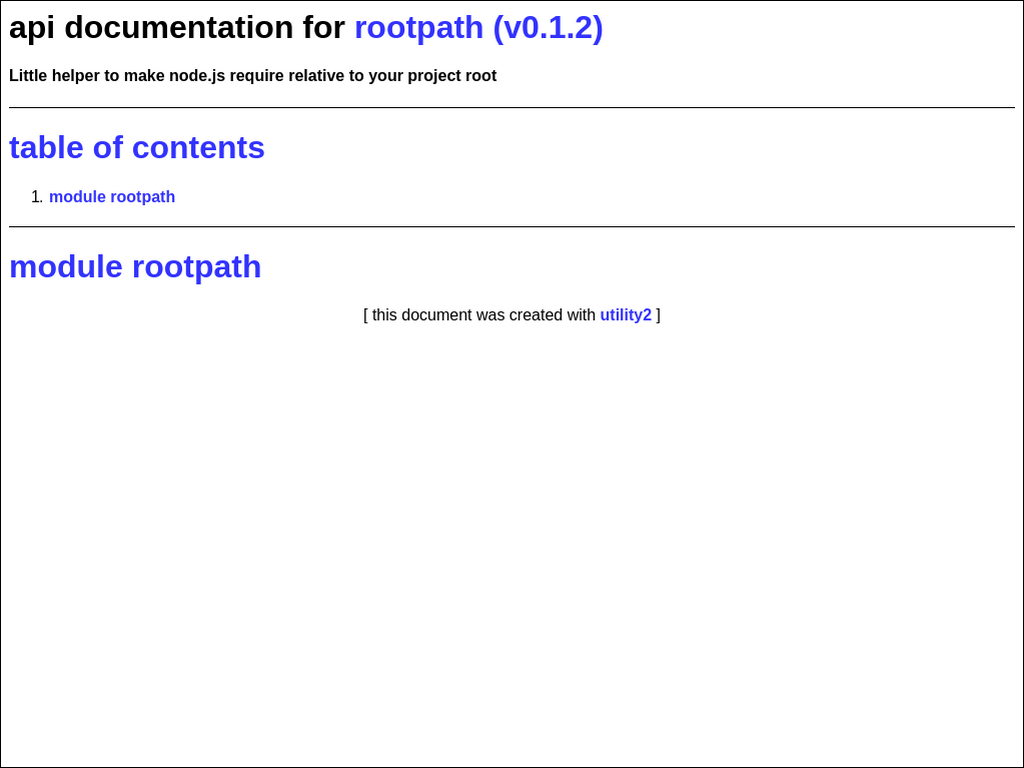 api documentation for rootpath (v0.1.2)
Little helper to make node.js require relative to your project root
table of contents
1. module rootpath
module rootpath
[ this document was created with utility2 ]